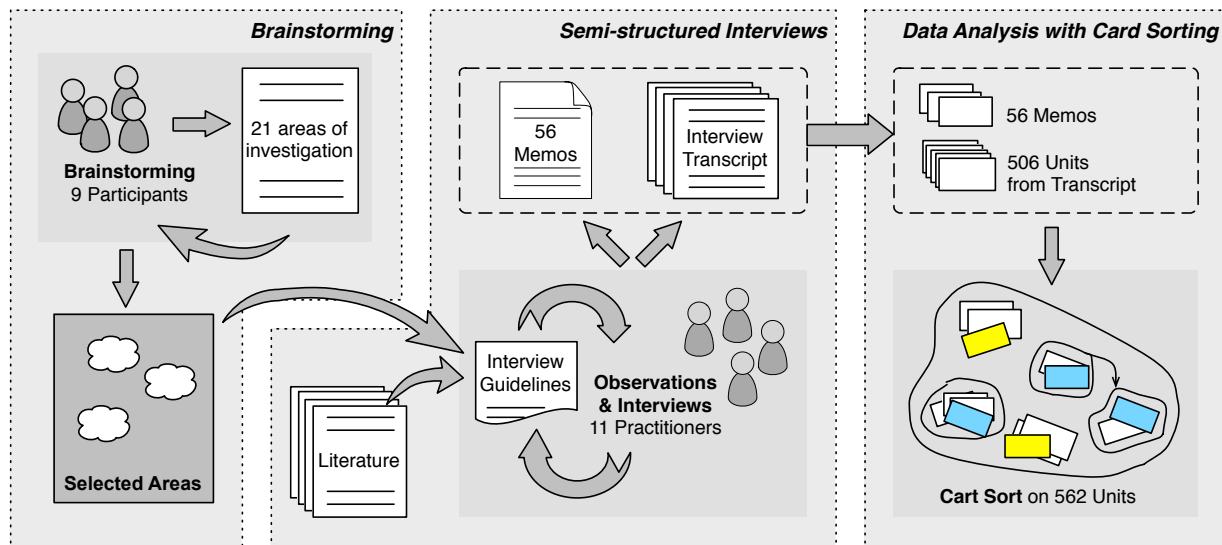 Brainstorming
21 areas of
investigation
Brainstorming
9 Participants
Selected Areas
Semi-structured Interviews
56
Memos
Interview
Transcript
Interview
Guidelines
Literature
Observations
& Interviews
11 Practitioners
Data Analysis with Card Sorting
56 Memos
506 Units
from Transcript
Cart Sort on 562 Units